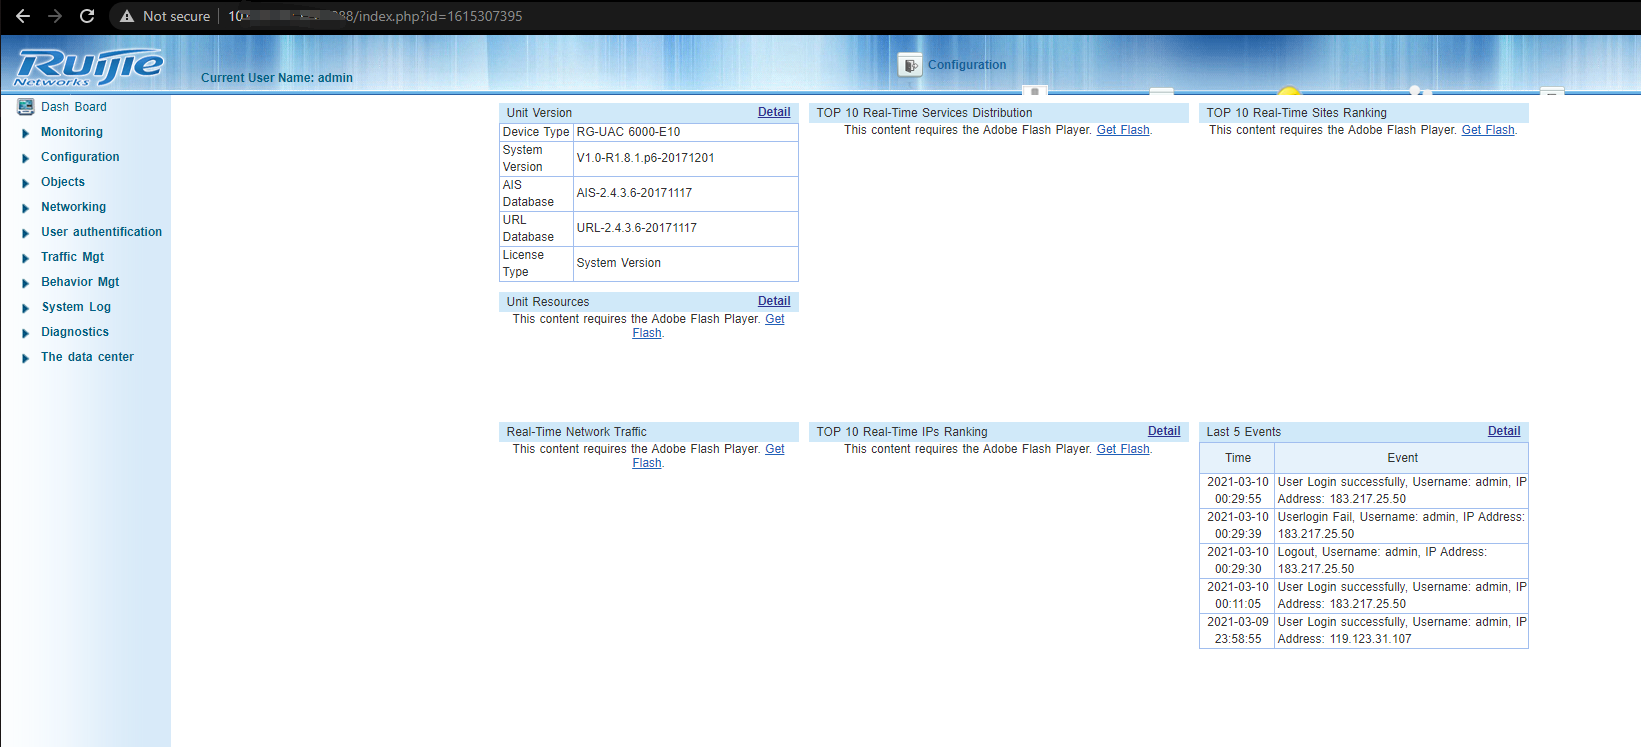 Not secure
88/index.php?id=1615307395
Ruijie
Networks
Current User Name: admin
Configuration
Dash Board
Monitoring
Configuration
Objects
Networking
User authentification
Traffic Mgt
Behavior Mgt
System Log
Diagnostics
The data center
Unit Version Detail
Device Type RG-UAC 6000-E10
System
Version
V1.0-R1.8.1.p6-20171201
AIS
Database
AIS-2.4.3.6-20171117
URL
Database
URL-2.4.3.6-20171117
License
Type
System Version
TOP 10 Real-Time Services Distribution
This content requires the Adobe Flash Player. Get Flash.
TOP 10 Real-Time Sites Ranking
This content requires the Adobe Flash Player. Get Flash.
Unit Resources Detail
This content requires the Adobe Flash Player. Get
Flash.
Real-Time Network Traffic
This content requires the Adobe Flash Player. Get
Flash.
TOP 10 Real-Time IPs Ranking Detail
This content requires the Adobe Flash Player. Get Flash.
Last 5 Events Detail
Time Event
2021-03-10
00:29:55
User Login successfully, Username: admin, IP
Address: 183.217.25.50
2021-03-10
00:29:39
Userlogin Fail, Username: admin, IP Address:
183.217.25.50
2021-03-10
00:29:30
Logout, Username: admin, IP Address:
183.217.25.50
2021-03-10
00:11:05
User Login successfully, Username: admin, IP
Address: 183.217.25.50
2021-03-09
23:58:55
User Login successfully, Username: admin, IP
Address: 119.123.31.107